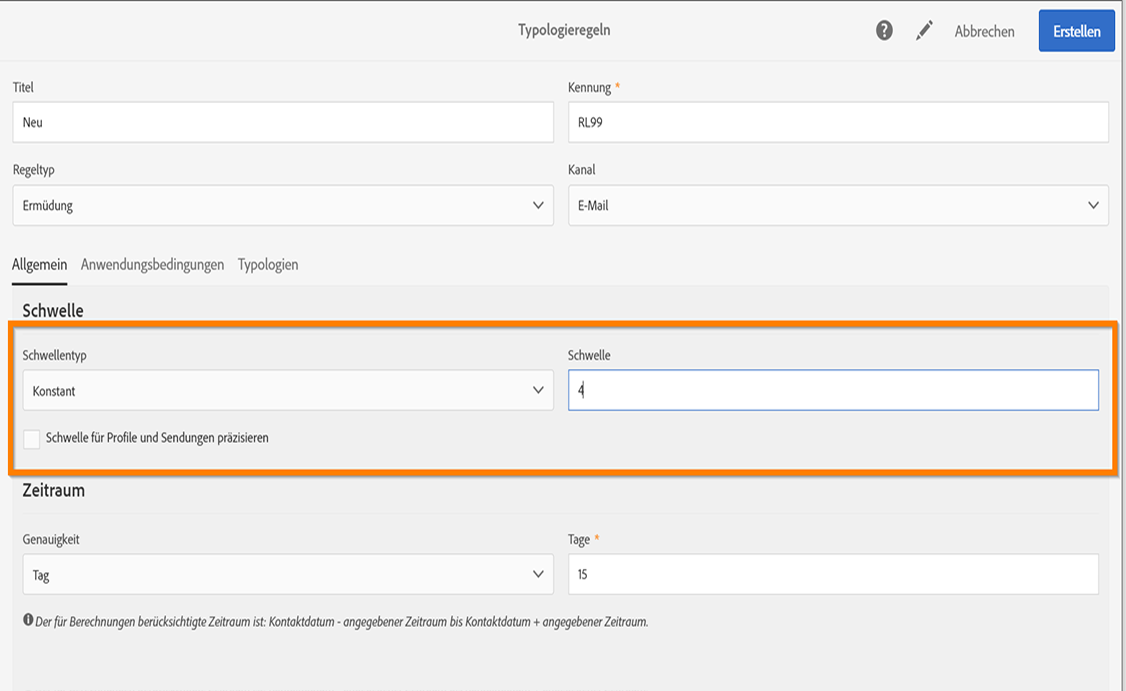 Typologieregeln
Abbrechen
Erstellen
Titel
Kennung *
Neu
RL99
Regeltyp
Kanal
Ermüdung
E-Mail
Allgemein Anwendungsbedingungen Typologien
Schwelle
Schwellentyp
Schwelle
Konstant
4
Schwelle für Profile und Sendungen präzisieren
Zeitraum
Genauigkeit
Tage *
Tag
15
Der für Berechnungen berücksichtigte Zeitraum ist: Kontaktdatum - angegebener Zeitraum bis Kontaktdatum + angegebener Zeitraum.